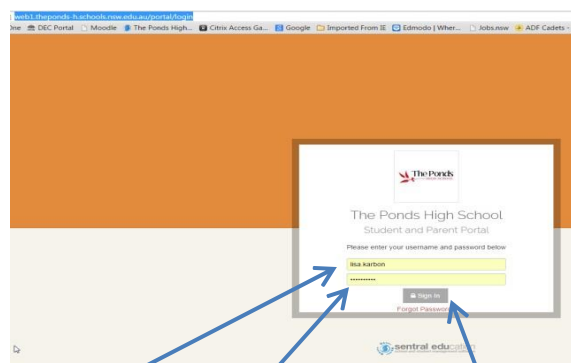 web1.theponds-h.schools.nsw.edu.au/portal/login
One DEC Portal Moodle The Ponds High... Citrix Access Ga... Google Imported From IE Edmodo | Wher... Jobs.nsw ADF Cadets -
The Ponds
The Ponds High School
Student and Parent Portal
Please enter your username and password below
lisa.karbon
••••••••••
Sign In
Forgot Password
sentral education